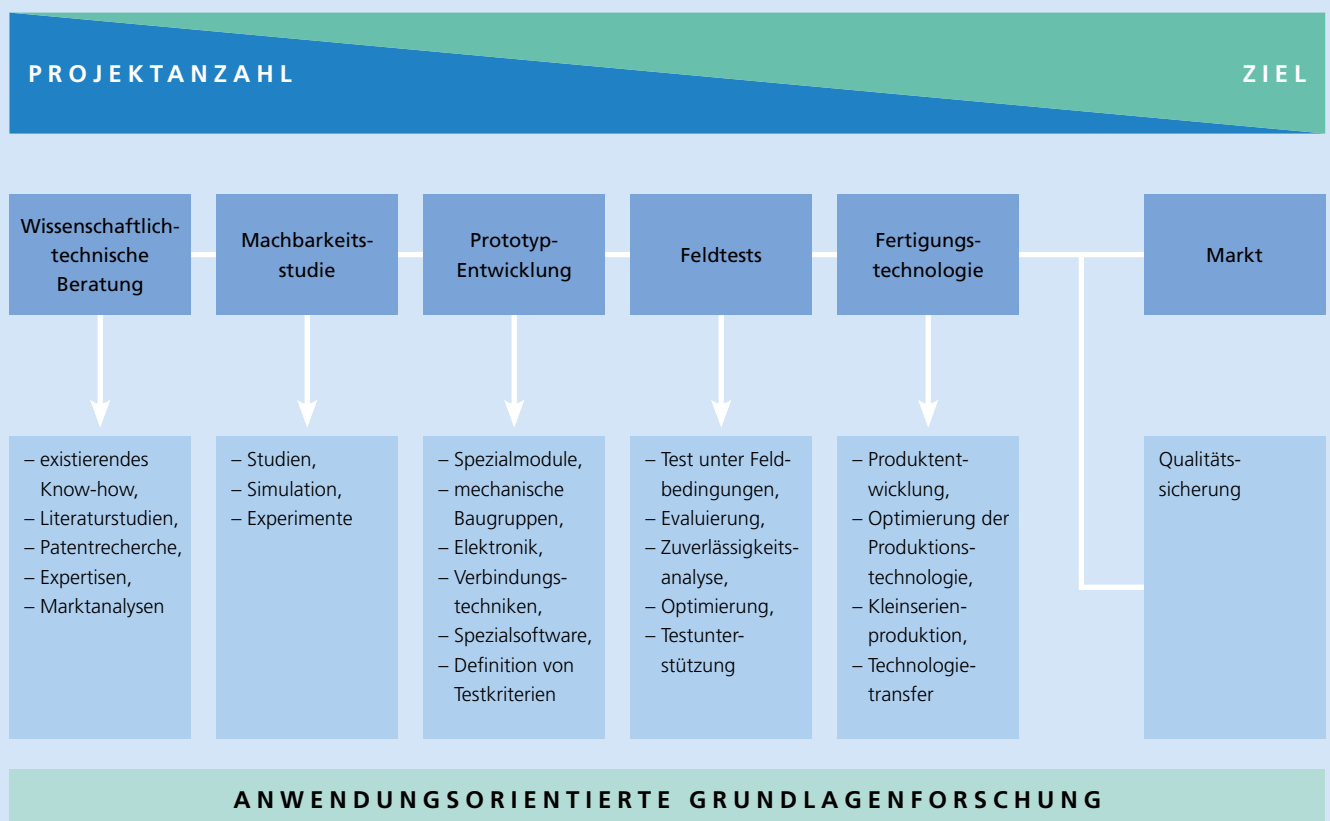 PROJEKTANZAHL
ZIEL
Wissenschaftlich-
technische
Beratung
Machbarkeits-
studie
Prototyp-
Entwicklung
Feldtests
Fertigungs-
technologie
Markt
– existierendes
Know-how,
– Literaturstudien,
– Patentrecherche,
– Expertisen,
– Marktanalysen
– Studien,
– Simulation,
– Experimente
– Spezialmodule,
– mechanische
Baugruppen,
– Elektronik,
– Verbindungs-
techniken,
– Spezialsoftware,
– Definition von
Testkriterien
– Test unter Feld-
bedingungen,
– Evaluierung,
– Zuverlässigkeits-
analyse,
– Optimierung,
– Testunter-
stützung
– Produktent-
wicklung,
– Optimierung der
Produktions-
technologie,
– Kleinserien-
produktion,
– Technologie-
transfer
Qualitäts-
sicherung
ANWENDUNGSORIENTIERTE GRUNDLAGENFORSCHUNG